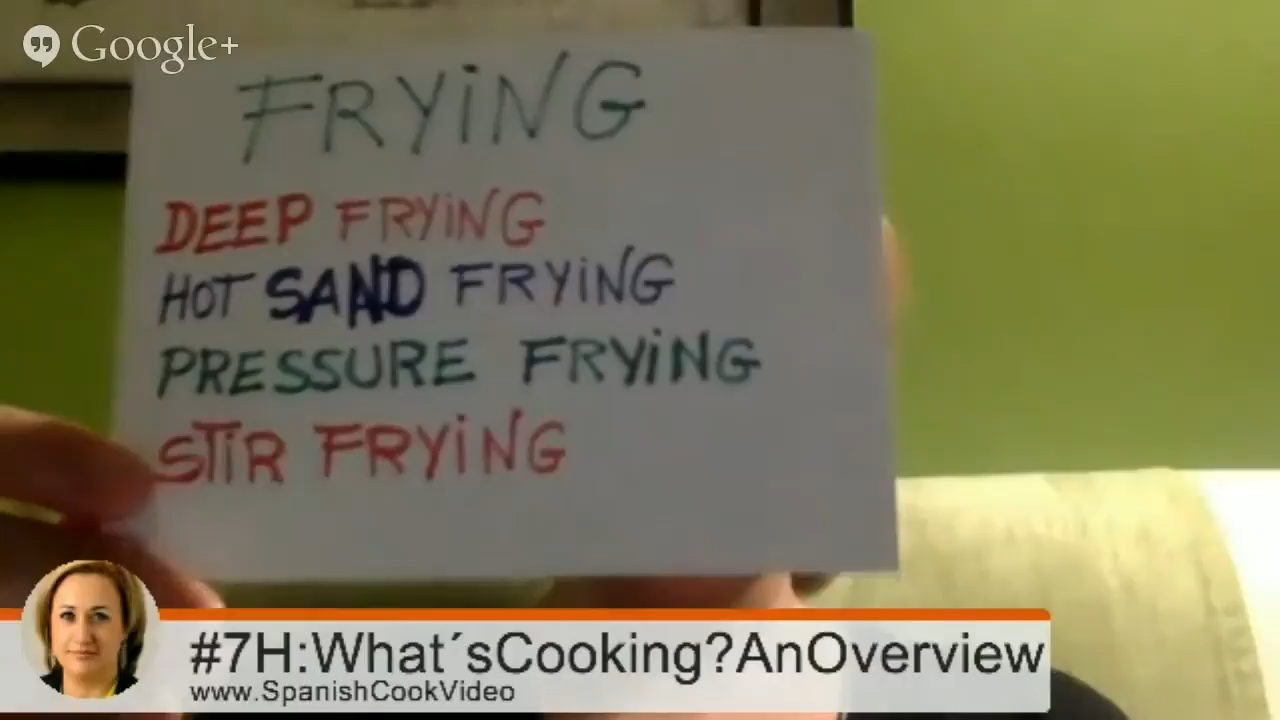 Google+
FRYiNG
DEEP FRYiNG
HOT SAND FRYiNG
PRESSURE FRYiNG
STiR FRYiNG
#7H:What´sCooking?AnOverview
www.SpanishCookVideo